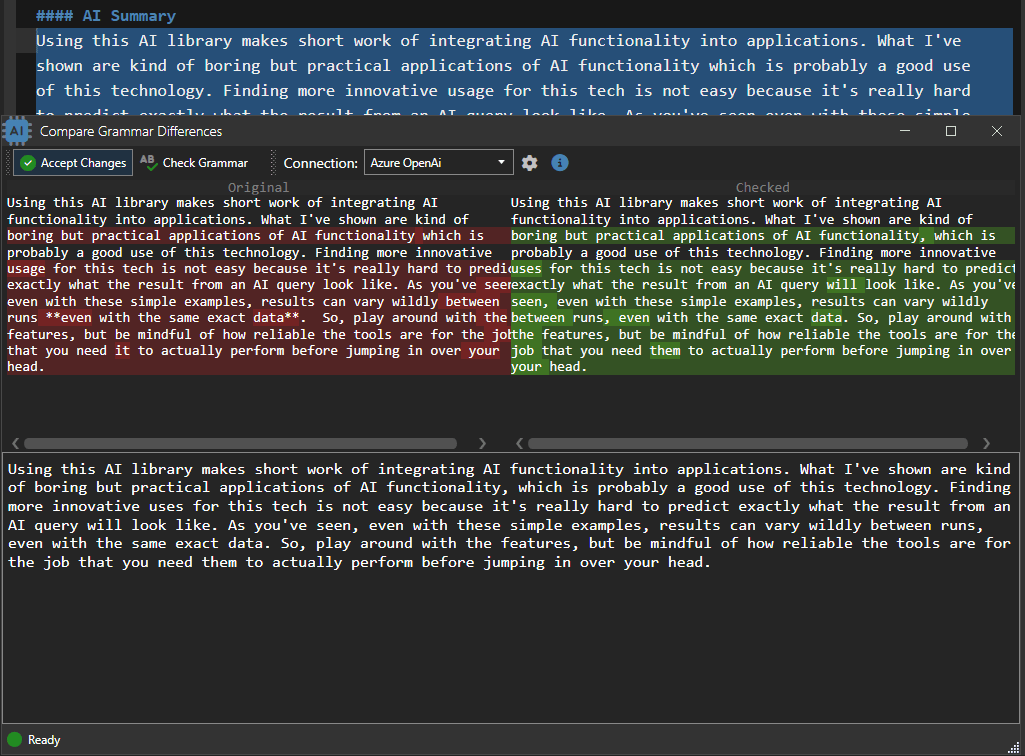 #### AI Summary
Using this AI library makes short work of integrating AI functionality into applications. What I've
shown are kind of boring but practical applications of AI functionality which is probably a good use
of this technology. Finding more innovative usage for this tech is not easy because it's really hard
to predict exactly what the result from an AI query look like. As you've seen even with these simple
AI Compare Grammar Differences
Accept Changes AB Check Grammar Connection: Azure OpenAi
Original
Using this AI library makes short work of integrating AI
functionality into applications. What I've shown are kind of
boring but practical applications of AI functionality which is
probably a good use of this technology. Finding more innovative
usage for this tech is not easy because it's really hard to predic
exactly what the result from an AI query look like. As you've seen
even with these simple examples, results can vary wildly between
runs **even with the same exact data**.  So, play around with the
features, but be mindful of how reliable the tools are for the job
that you need it to actually perform before jumping in over your
head.
Checked
Using this AI library makes short work of integrating AI
functionality into applications. What I've shown are kind of
boring but practical applications of AI functionality, which is
probably a good use of this technology. Finding more innovative
uses for this tech is not easy because it's really hard to predict
exactly what the result from an AI query will look like. As you've
seen, even with these simple examples, results can vary wildly
between runs, even with the same exact data. So, play around with
the features, but be mindful of how reliable the tools are for the
job that you need them to actually perform before jumping in over
your head.
Using this AI library makes short work of integrating AI functionality into applications. What I've shown are kind
of boring but practical applications of AI functionality, which is probably a good use of this technology. Finding
more innovative uses for this tech is not easy because it's really hard to predict exactly what the result from an
AI query will look like. As you've seen, even with these simple examples, results can vary wildly between runs,
even with the same exact data. So, play around with the features, but be mindful of how reliable the tools are for
the job that you need them to actually perform before jumping in over your head.
Ready